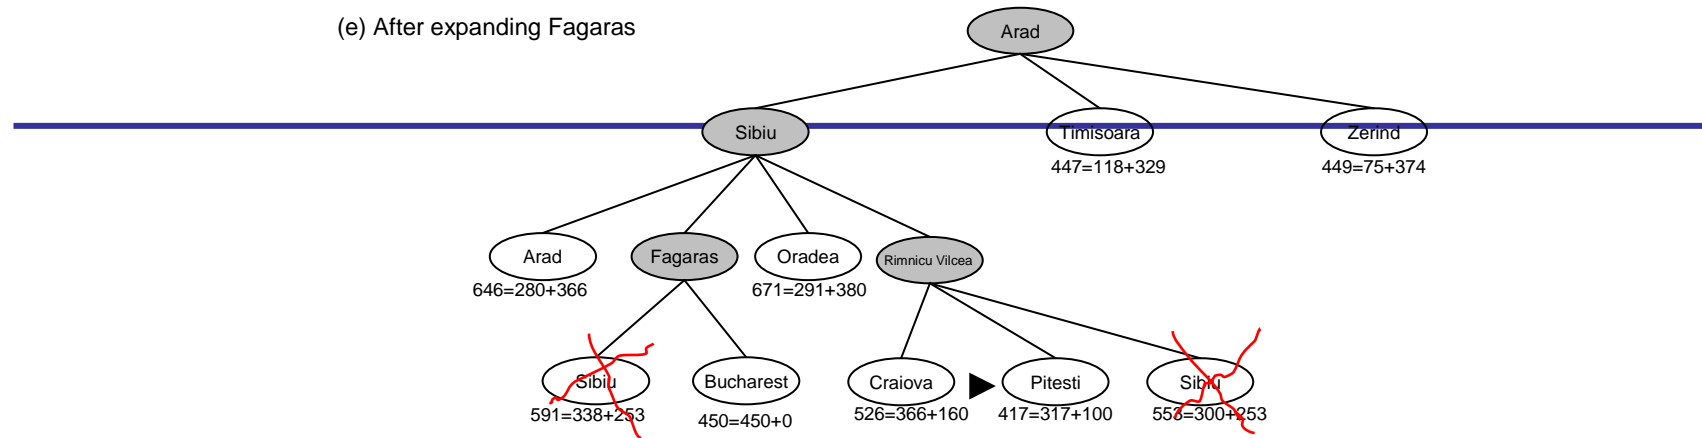 (e) After expanding Fagaras
Arad
Sibiu
Timisoara
Zerind
447=118+329
449=75+374
Arad
Fagaras
Oradea
Rimnicu Vilcea
646=280+366
671=291+380
Sibiu
Bucharest
Craiova
Pitesti
Sibiu
591=338+253
450=450+0
526=366+160
417=317+100
553=300+253